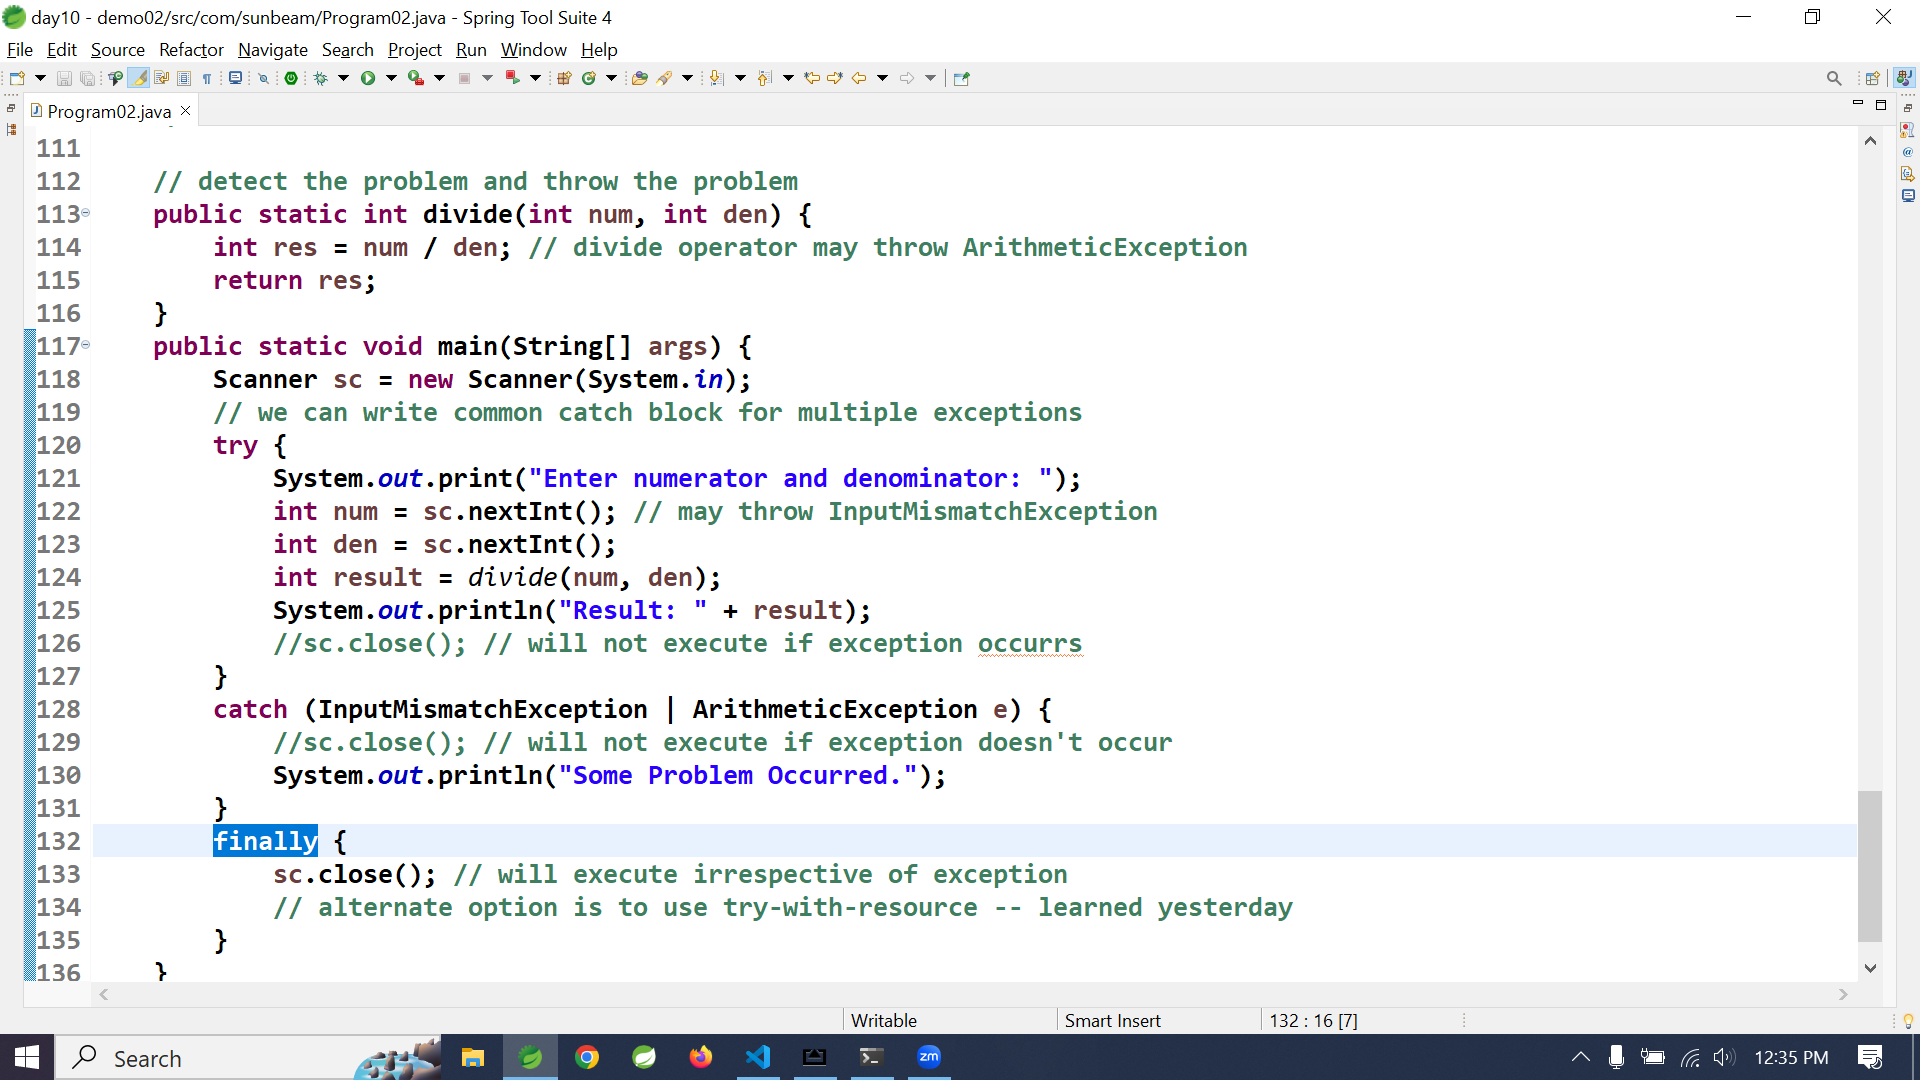 day10 - demo02/src/com/sunbeam/Program02.java - Spring Tool Suite 4
File Edit Source Refactor Navigate Search Project Run Window Help
Program02.java
111
112 // detect the problem and throw the problem
113 public static int divide(int num, int den) {
114 int res = num / den; // divide operator may throw ArithmeticException
115 return res;
116 }
117 public static void main(String[] args) {
118 Scanner sc = new Scanner(System.in);
119 // we can write common catch block for multiple exceptions
120 try {
121 System.out.print("Enter numerator and denominator: ");
122 int num = sc.nextInt(); // may throw InputMismatchException
123 int den = sc.nextInt();
124 int result = divide(num, den);
125 System.out.println("Result: " + result);
126 //sc.close(); // will not execute if exception occurrs
127 }
128 catch (InputMismatchException | ArithmeticException e) {
129 //sc.close(); // will not execute if exception doesn't occur
130 System.out.println("Some Problem Occurred.");
131 }
132 finally {
133 sc.close(); // will execute irrespective of exception
134 // alternate option is to use try-with-resource -- learned yesterday
135 }
136 }
Writable Smart Insert 132 : 16 [7]
Search zm 12:35 PM